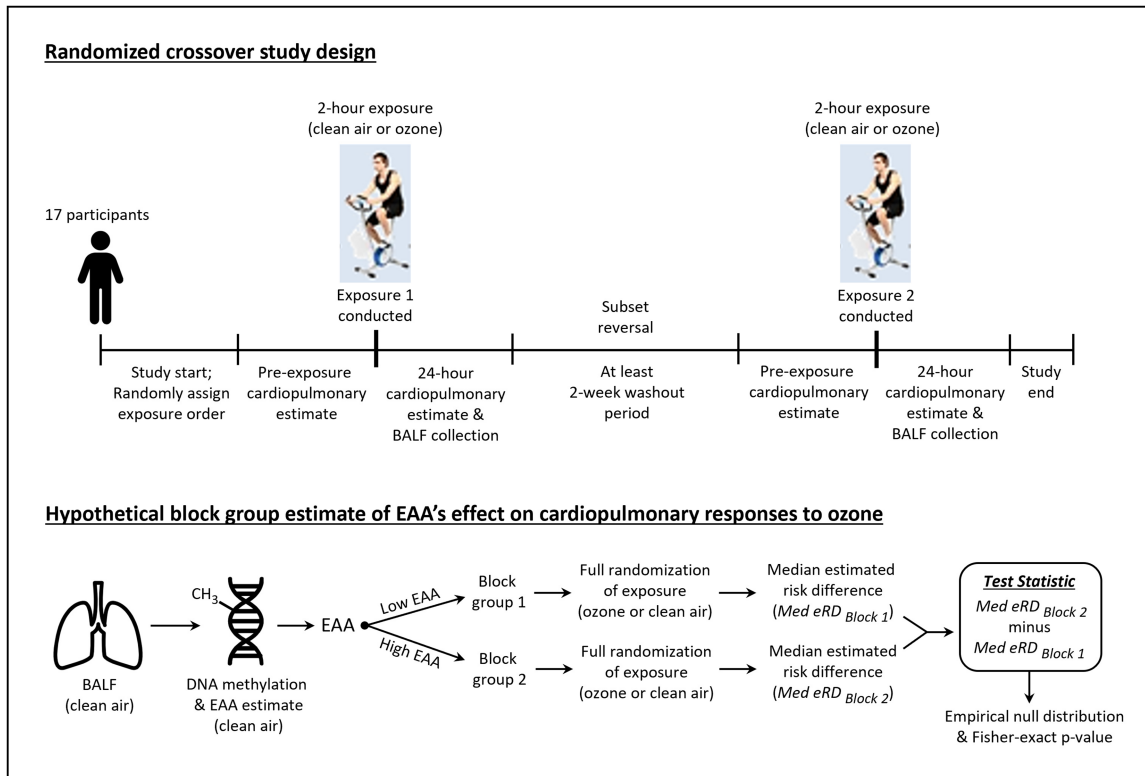 Randomized crossover study design
2-hour exposure
(clean air or ozone)
2-hour exposure
(clean air or ozone)
17 participants
Exposure 1
conducted
Subset
reversal
Exposure 2
conducted
Study start;
Randomly assign
exposure order
Pre-exposure
cardiopulmonary
estimate
24-hour
cardiopulmonary
estimate &
BALF collection
At least
2-week washout
period
Pre-exposure
cardiopulmonary
estimate
24-hour
cardiopulmonary
estimate &
BALF collection
Study
end
Hypothetical block group estimate of EAA's effect on cardiopulmonary responses to ozone
BALF
(clean air)
CH3
DNA methylation
& EAA estimate
(clean air)
EAA
Low EAA
High EAA
Block
group 1
Full randomization
of exposure
(ozone or clean air)
Median estimated
risk difference
(Med eRD Block 1)
Block
group 2
Full randomization
of exposure
(ozone or clean air)
Median estimated
risk difference
(Med eRD Block 2)
Test Statistic
Med eRD Block 2
minus
Med eRD Block 1
Empirical null distribution
& Fisher-exact p-value